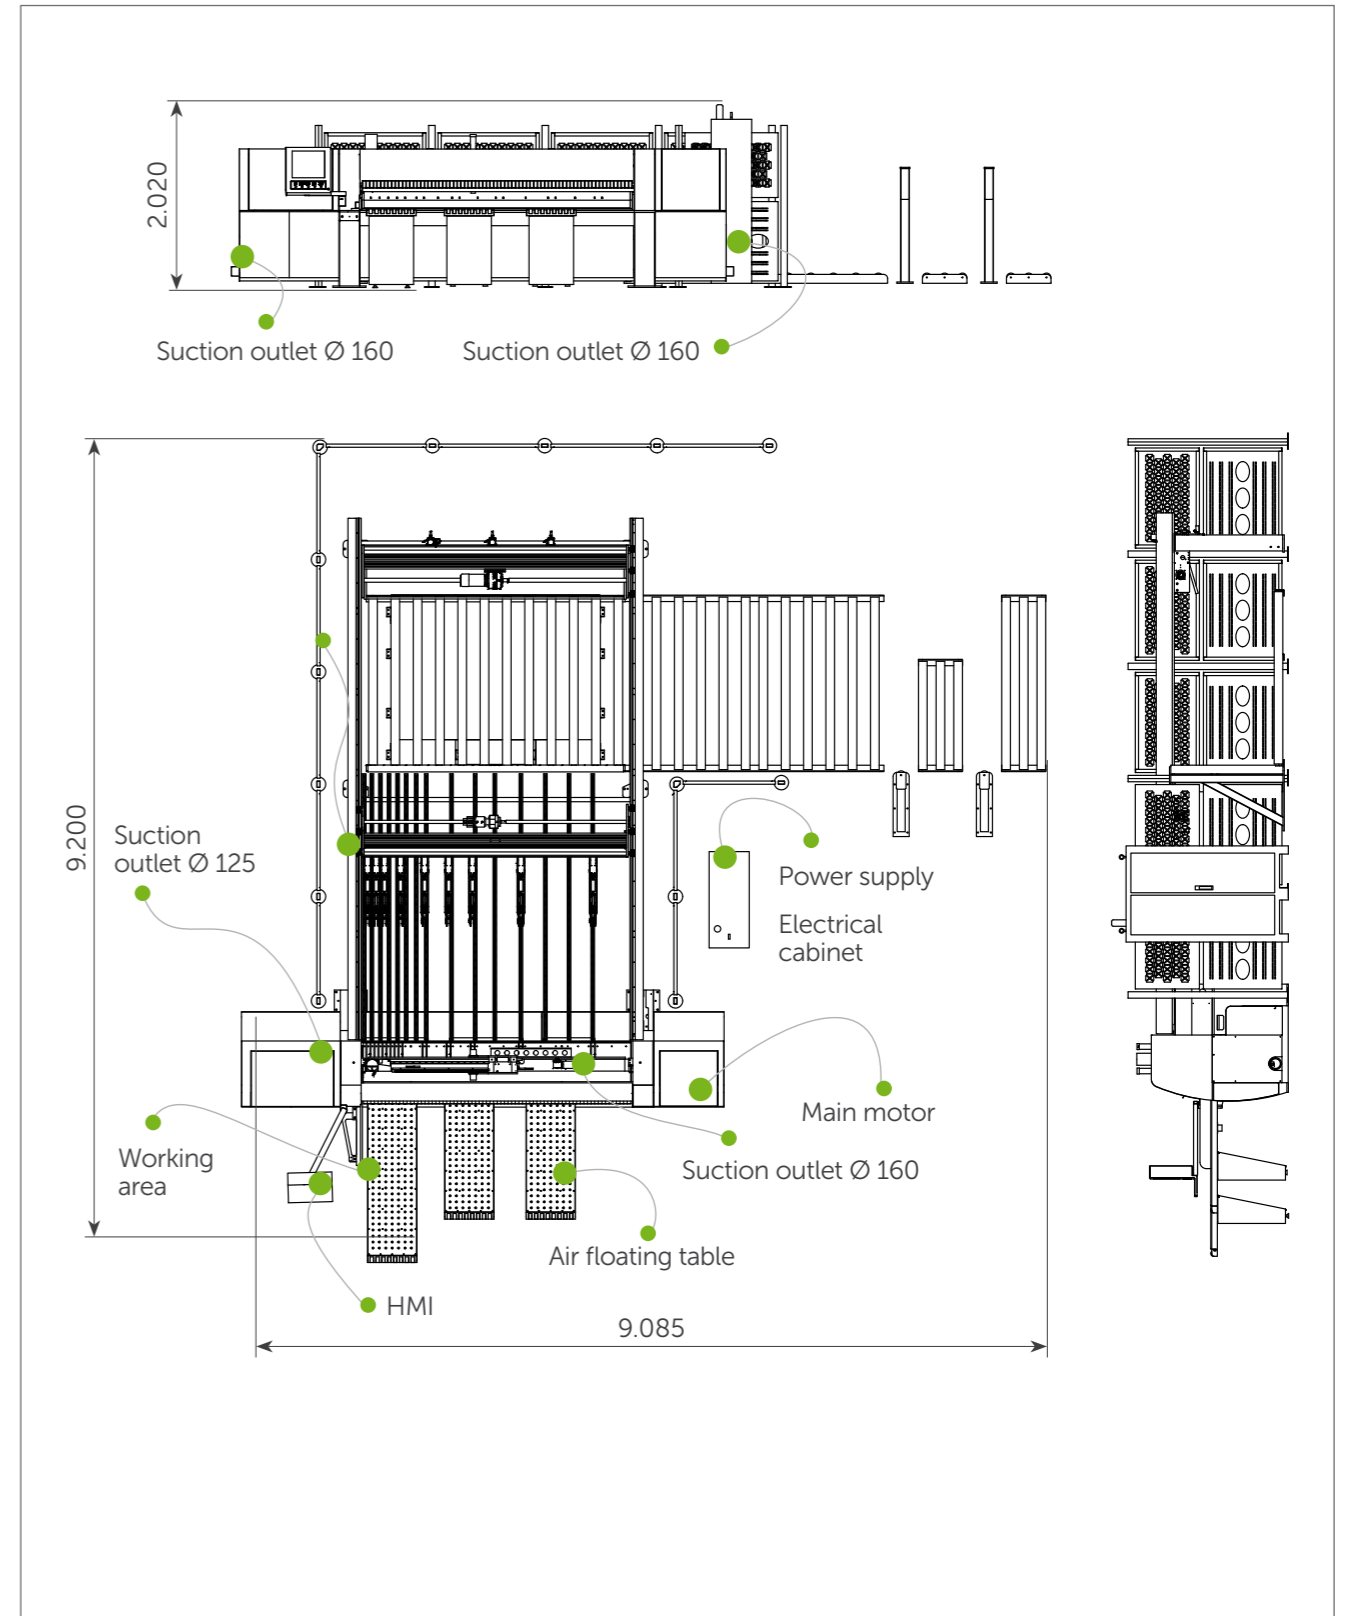 2.020
Suction outlet Ø 160
Suction outlet Ø 160
9.200
Suction
outlet Ø 125
Power supply
Electrical
cabinet
Main motor
Working
area
Suction outlet Ø 160
Air floating table
HMI
9.085